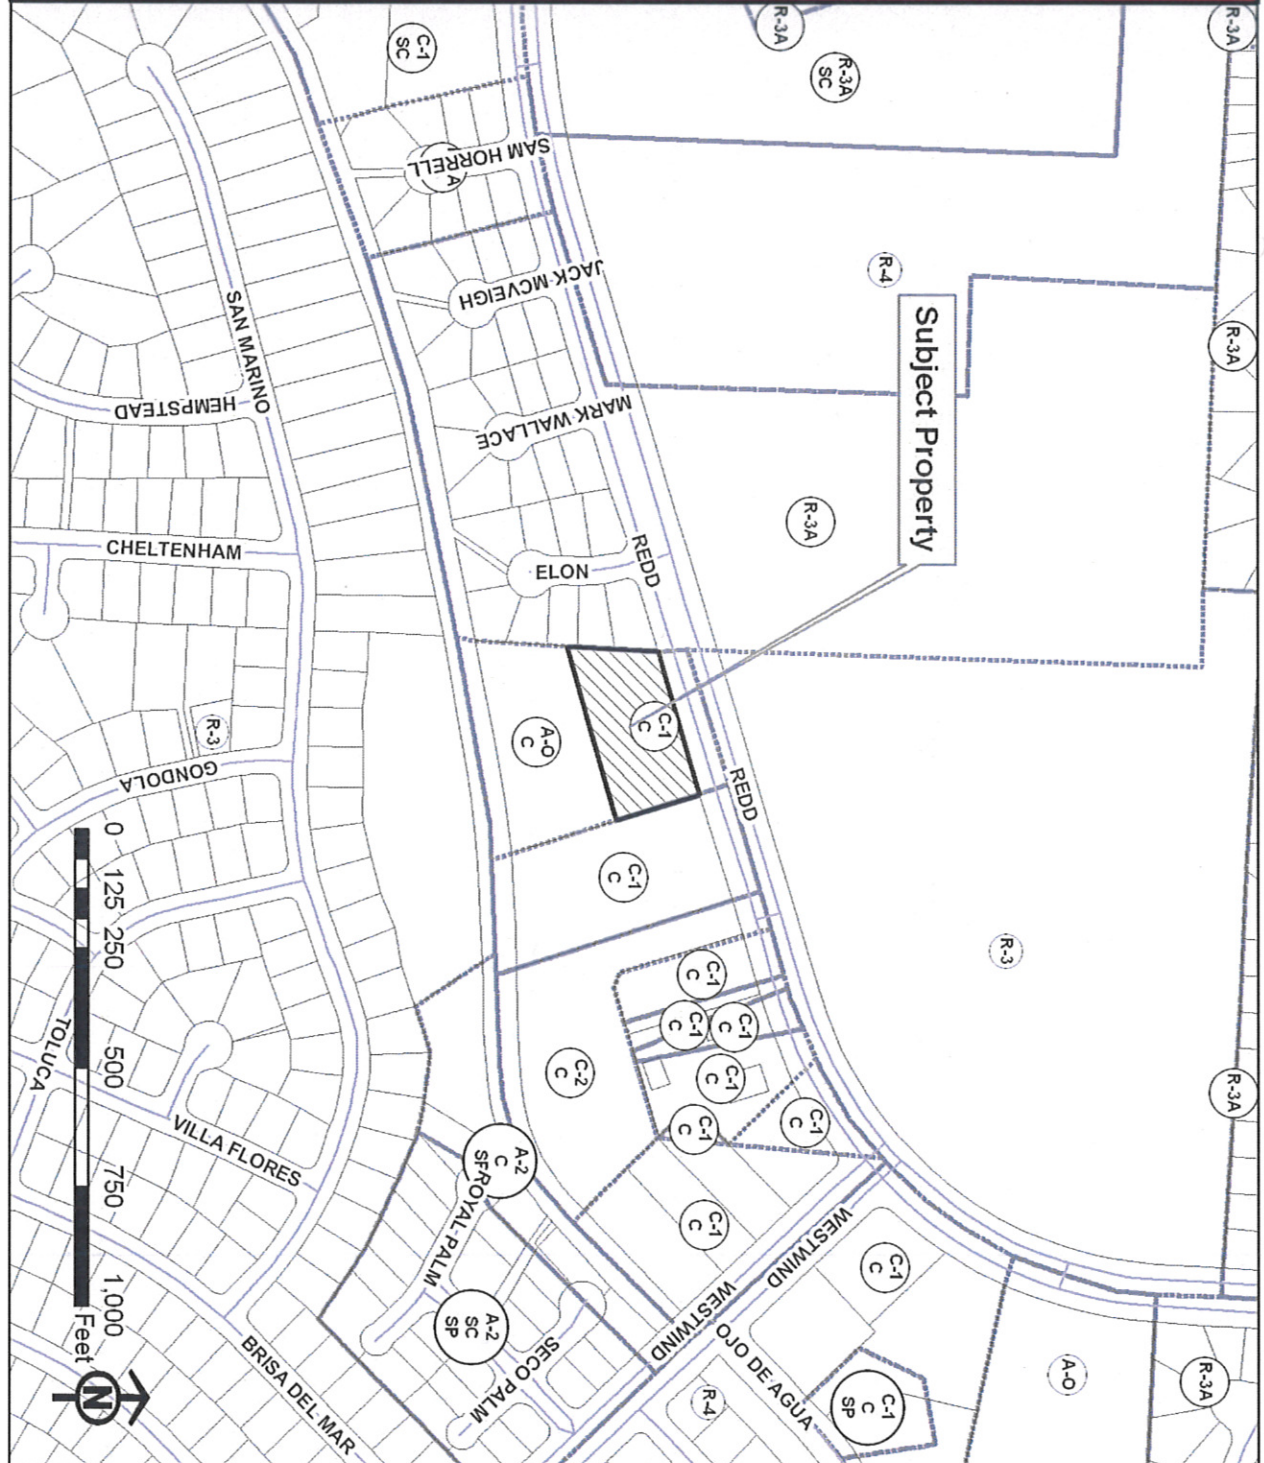 R-3A
R-3A
R-3A
SC
C-1
SC
SAM HORRELL
A
R-4
JACK MCVEIGH
R-3A
Subject Property
SAN MARINO
HEMPSTEAD
MARK WALLACE
R-3A
CHELTENHAM
ELON
REDD
R-3
GONDOLA
A-O
C
C-1
C
REDD
C-1
C
R-3
C-1
C
C-1
C
C-1
C
C-1
C
C-1
C
C-1
C
C-2
C
R-3A
TOLUCA
VILLA FLORES
A-2
C
SF
ROYAL PALM
C-1
C
WESTWIND
WESTWIND
C-1
C
A-2
SC
SP
SECO PALM
OJO DE AGUA
R-4
C-1
C
SP
A-O
R-3A
BRISA DEL MAR
0 125 250 500 750 1,000
Feet
N